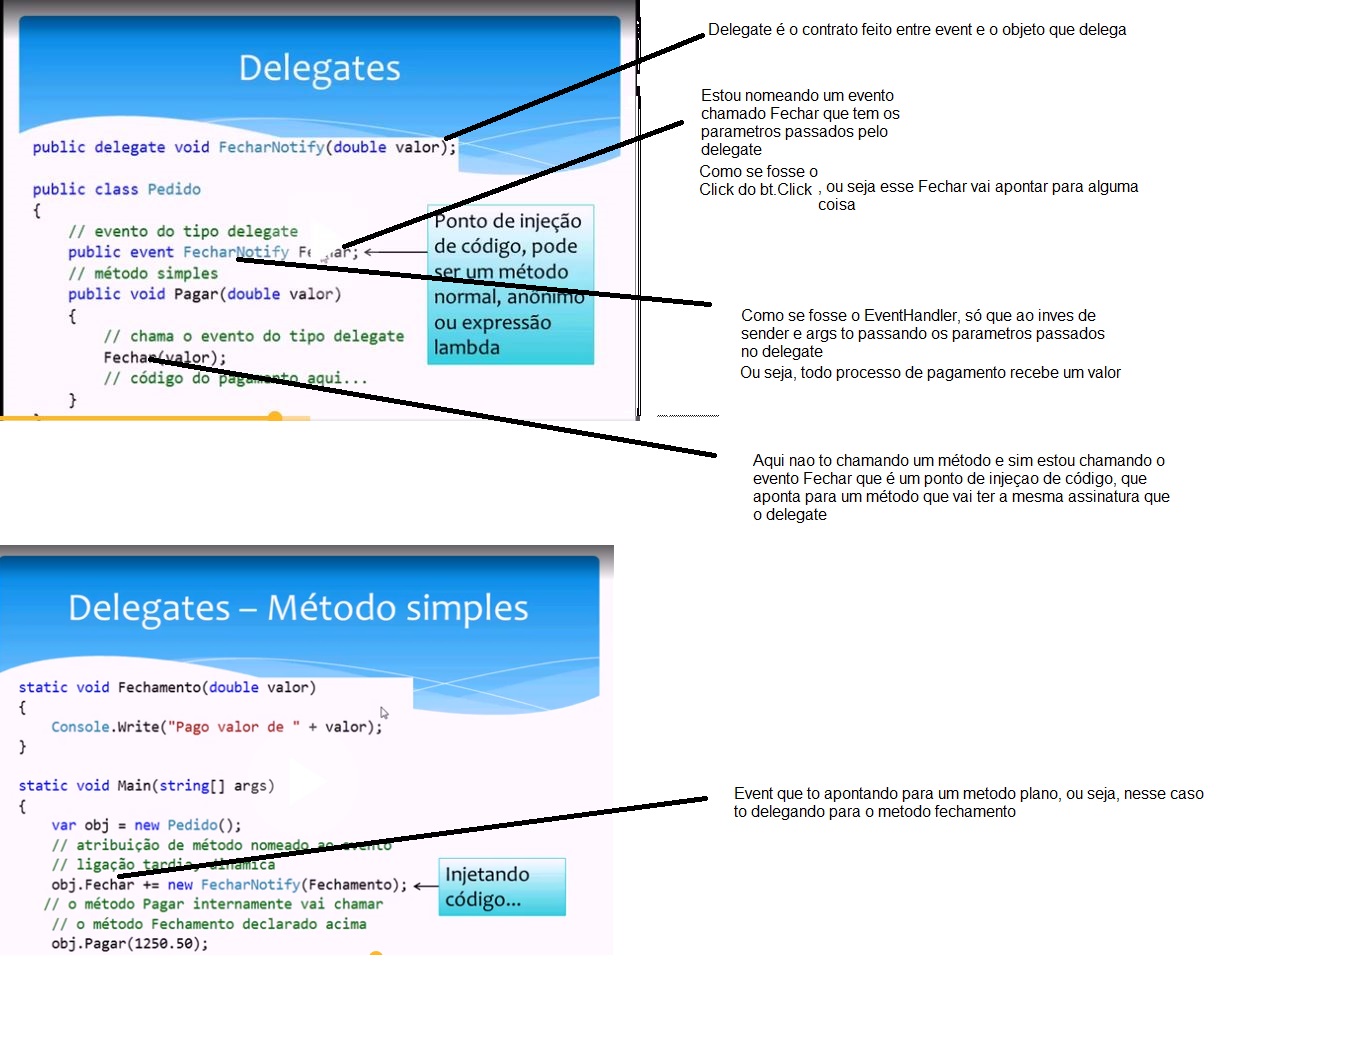 Delegates
public delegate void FecharNotify(double valor);
public class Pedido
{
// evento do tipo delegate
public event FecharNotify Fechar;
// método simples
public void Pagar(double valor)
{
// chama o evento do tipo delegate
Fechar(valor);
// código do pagamento aqui...
}
Ponto de injeção
de código, pode
ser um método
normal, anônimo
ou expressão
lambda
Delegate é o contrato feito entre event e o objeto que delega
Estou nomeando um evento
chamado Fechar que tem os
parametros passados pelo
delegate
Como se fosse o
Click do bt.Click , ou seja esse Fechar vai apontar para alguma
coisa
Como se fosse o EventHandler, só que ao inves de
sender e args to passando os parametros passados
no delegate
Ou seja, todo processo de pagamento recebe um valor
Aqui nao to chamando um método e sim estou chamando o
evento Fechar que é um ponto de injeçao de código, que
aponta para um método que vai ter a mesma assinatura que
o delegate
Delegates – Método simples
static void Fechamento(double valor)
{
Console.Write("Pago valor de " + valor);
}
static void Main(string[] args)
{
var obj = new Pedido();
// atribuição de método nomeado ao evento
// ligação tardia, dinâmica
obj.Fechar += new FecharNotify(Fechamento);
// o método Pagar internamente vai chamar
// o método Fechamento declarado acima
obj.Pagar(1250.50);
Injetando
código...
Event que to apontando para um metodo plano, ou seja, nesse caso
to delegando para o metodo fechamento